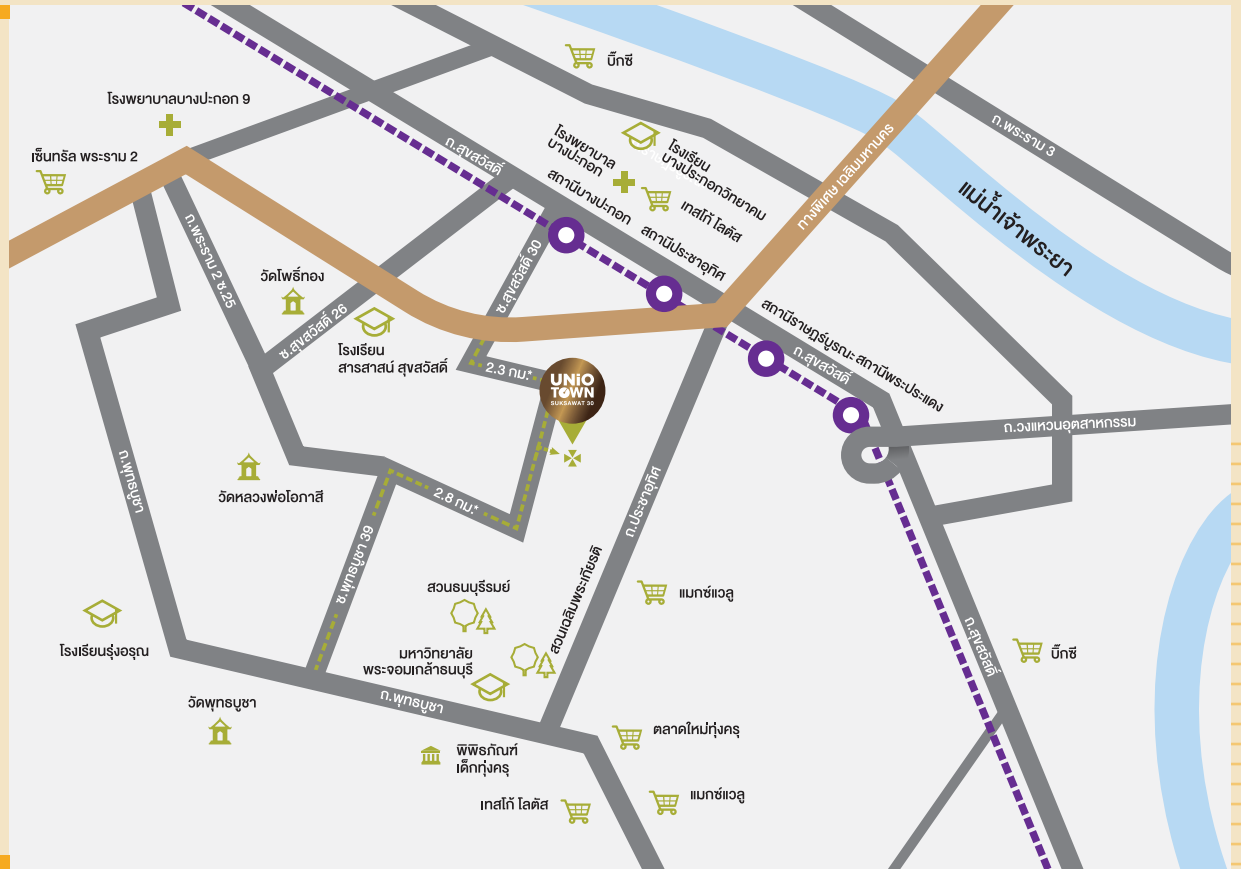 บิ๊กซี
โรงพยาบาลบางปะกอก 9
เซ็นทรัล พระราม 2
ถ.สุขสวัสดิ์
โรงพยาบาล
บางปะกอก
โรงเรียน
บางประกอกวิทยาคม
เทสโก้ โลตัส
สถานีบางปะกอก
สถานีประชาอุทิศ
ทางพิเศษ เฉลิมมหานคร
ถ.พระราม 3
แม่น้ำเจ้าพระยา
ถ.พระราม 2 ซ.25
วัดโพธิ์ทอง
ซ.สุขสวัสดิ์ 26
ซ.สุขสวัสดิ์ 30
โรงเรียน
สารสาสน์ สุขสวัสดิ์
2.3 กม.*
UNiO
TOWN
SUKSAWAT 30
สถานีราษฎร์บูรณะ
ถ.สุขสวัสดิ์
สถานีพระประแดง
ถ.วงแหวนอุตสาหกรรม
ถ.พุทธบูชา
วัดหลวงพ่อโอภาสี
2.8 กม.*
ซ.พุทธบูชา 39
ถ.ประชาอุทิศ
สวนธนบุรีรมย์
สวนเฉลิมพระเกียรติ
แมกซ์แวลู
โรงเรียนรุ่งอรุณ
มหาวิทยาลัย
พระจอมเกล้าธนบุรี
ถ.สุขสวัสดิ์
บิ๊กซี
วัดพุทธบูชา
ถ.พุทธบูชา
ตลาดใหม่ทุ่งครุ
พิพิธภัณฑ์
เด็กทุ่งครุ
เทสโก้ โลตัส
แมกซ์แวลู